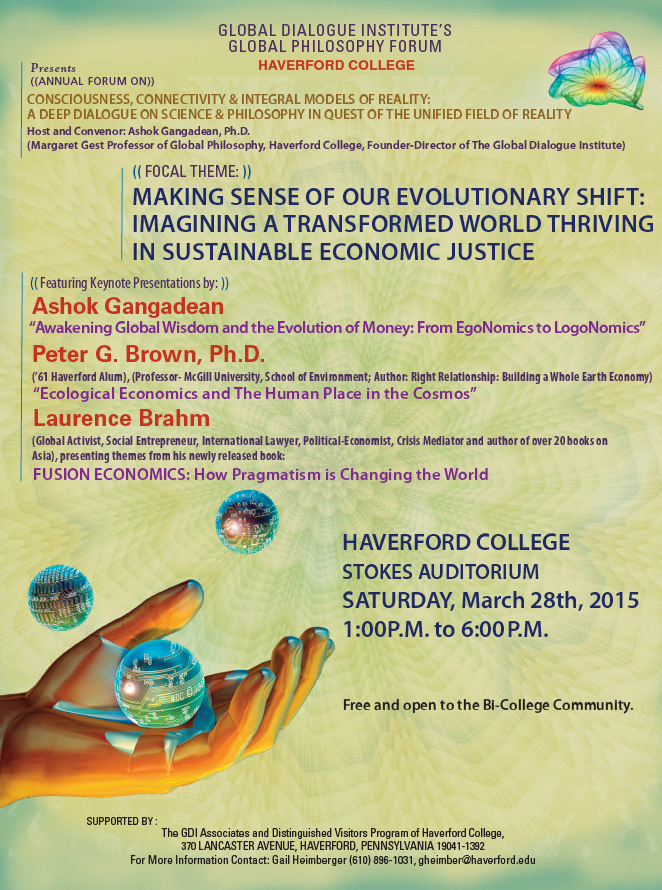 GLOBAL DIALOGUE INSTITUTE'S
GLOBAL PHILOSOPHY FORUM
HAVERFORD COLLEGE
Presents
((ANNUAL FORUM ON))
CONSCIOUSNESS, CONNECTIVITY & INTEGRAL MODELS OF REALITY:
A DEEP DIALOGUE ON SCIENCE & PHILOSOPHY IN QUEST OF THE UNIFIED FIELD OF REALITY
Host and Convenor: Ashok Gangadean, Ph.D.
(Margaret Gest Professor of Global Philosophy, Haverford College, Founder-Director of The Global Dialogue Institute)
(( FOCAL THEME: ))
MAKING SENSE OF OUR EVOLUTIONARY SHIFT:
IMAGINING A TRANSFORMED WORLD THRIVING
IN SUSTAINABLE ECONOMIC JUSTICE
(( Featuring Keynote Presentations by: ))
Ashok Gangadean
"Awakening Global Wisdom and the Evolution of Money: From EgoNomics to LogoNomics"
Peter G. Brown, Ph.D.
('61 Haverford Alum), (Professor- McGill University, School of Environment; Author: Right Relationship: Building a Whole Earth Economy)
"Ecological Economics and The Human Place in the Cosmos"
Laurence Brahm
(Global Activist, Social Entrepreneur, International Lawyer, Political-Economist, Crisis Mediator and author of over 20 books on
Asia), presenting themes from his newly released book:
FUSION ECONOMICS: How Pragmatism is Changing the World
HAVERFORD COLLEGE
STOKES AUDITORIUM
SATURDAY, March 28th, 2015
1:00P.M. to 6:00P.M.
Free and open to the Bi-College Community.
SUPPORTED BY :
The GDI Associates and Distinguished Visitors Program of Haverford College,
370 LANCASTER AVENUE, HAVERFORD, PENNSYLVANIA 19041-1392
For More Information Contact: Gail Heimberger (610) 896-1031, gheimber@haverford.edu